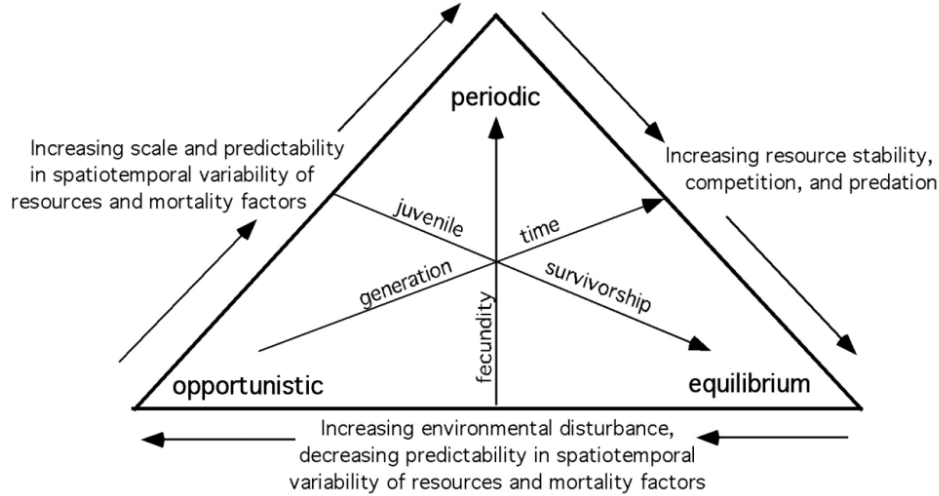 periodic
Increasing scale and predictability
in spatiotemporal variability of
resources and mortality factors
Increasing resource stability,
competition, and predation
juvenile
time
generation
survivorship
fecundity
opportunistic
equilibrium
Increasing environmental disturbance,
decreasing predictability in spatiotemporal
variability of resources and mortality factors